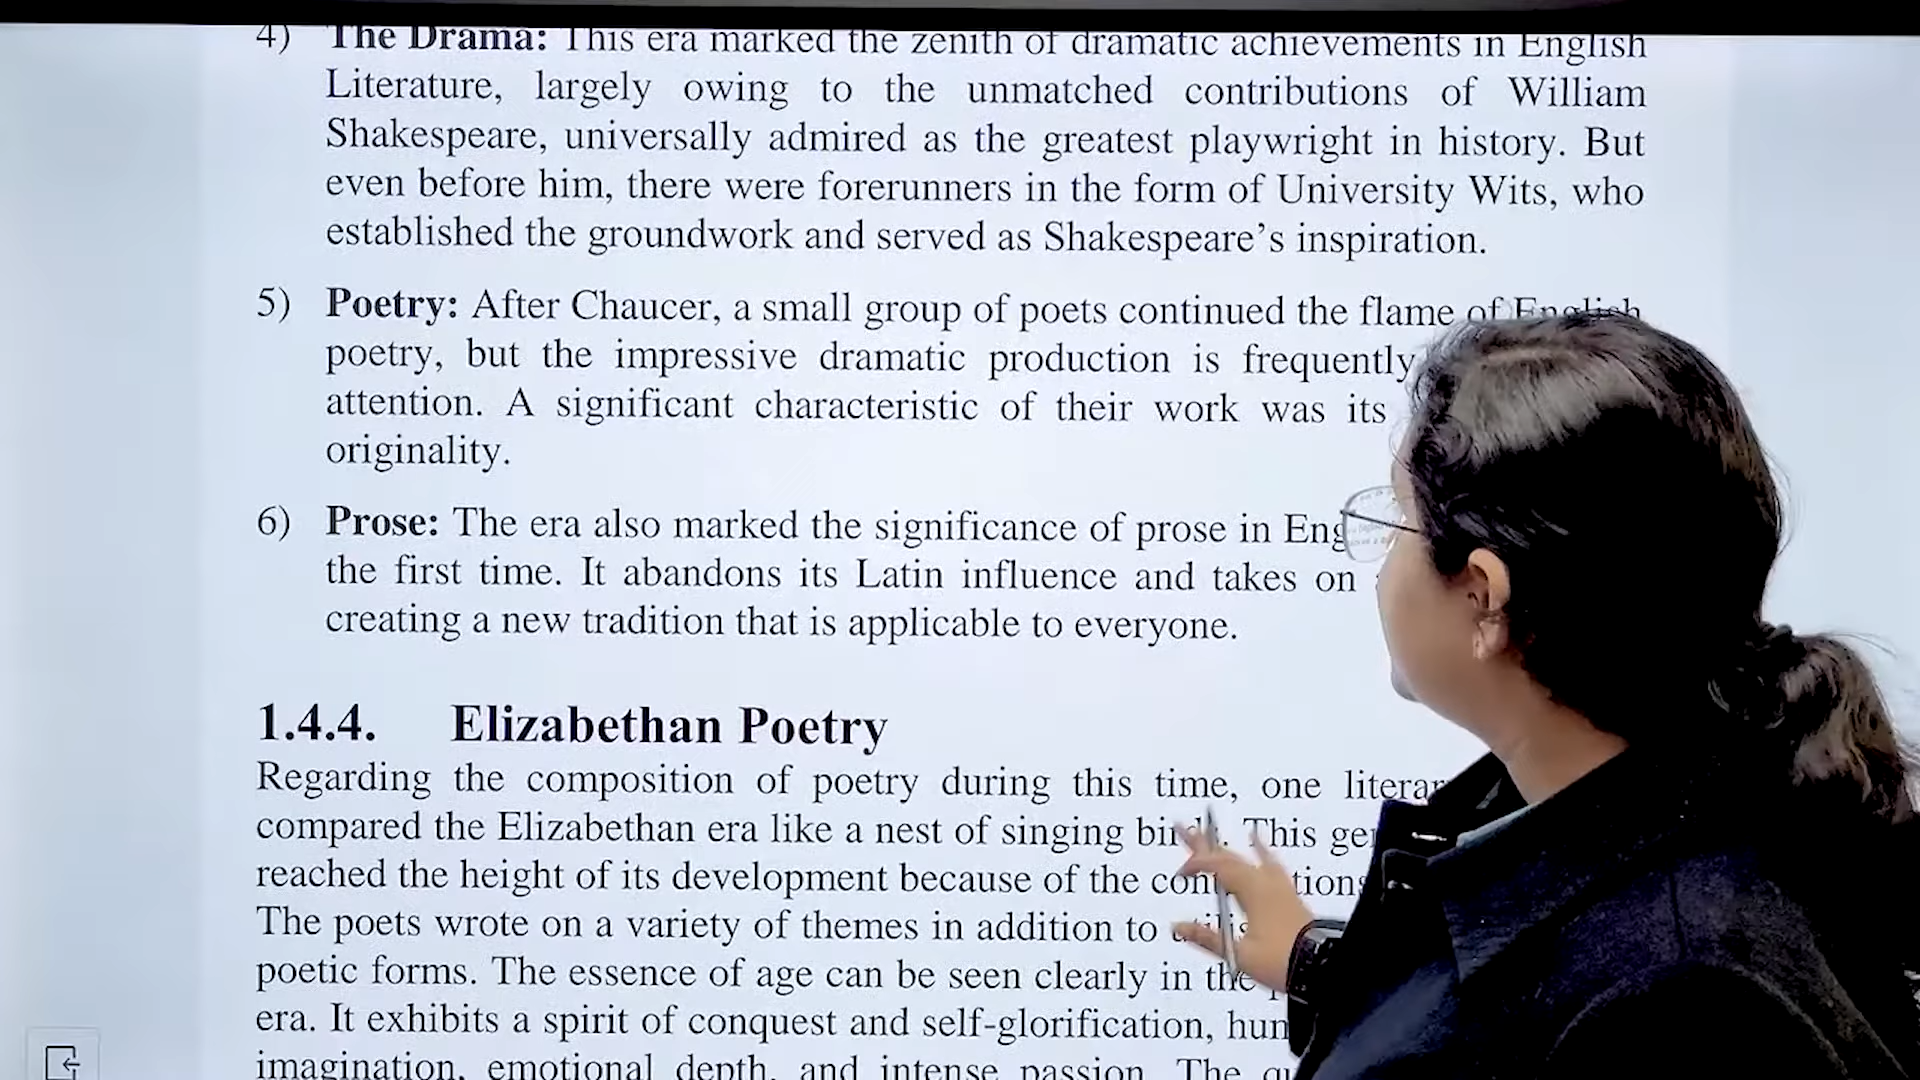 4) The Drama: This era marked the zenith of dramatic achievements in English
Literature, largely owing to the unmatched contributions of William
Shakespeare, universally admired as the greatest playwright in history. But
even before him, there were forerunners in the form of University Wits, who
established the groundwork and served as Shakespeare's inspiration.
5) Poetry: After Chaucer, a small group of poets continued the flame of English
poetry, but the impressive dramatic production is frequently
attention. A significant characteristic of their work was its
originality.
6) Prose: The era also marked the significance of prose in
the first time. It abandons its Latin influence and takes on
creating a new tradition that is applicable to everyone.
1.4.4. Elizabethan Poetry
Regarding the composition of poetry during this time, one
compared the Elizabethan era like a nest of singing This
reached the height of its development because of the
The poets wrote on a variety of themes in addition to
poetic forms. The essence of age can be seen clearly in the
era. It exhibits a spirit of conquest and self-glorification,
imagination, emotional depth, and intense passion. The